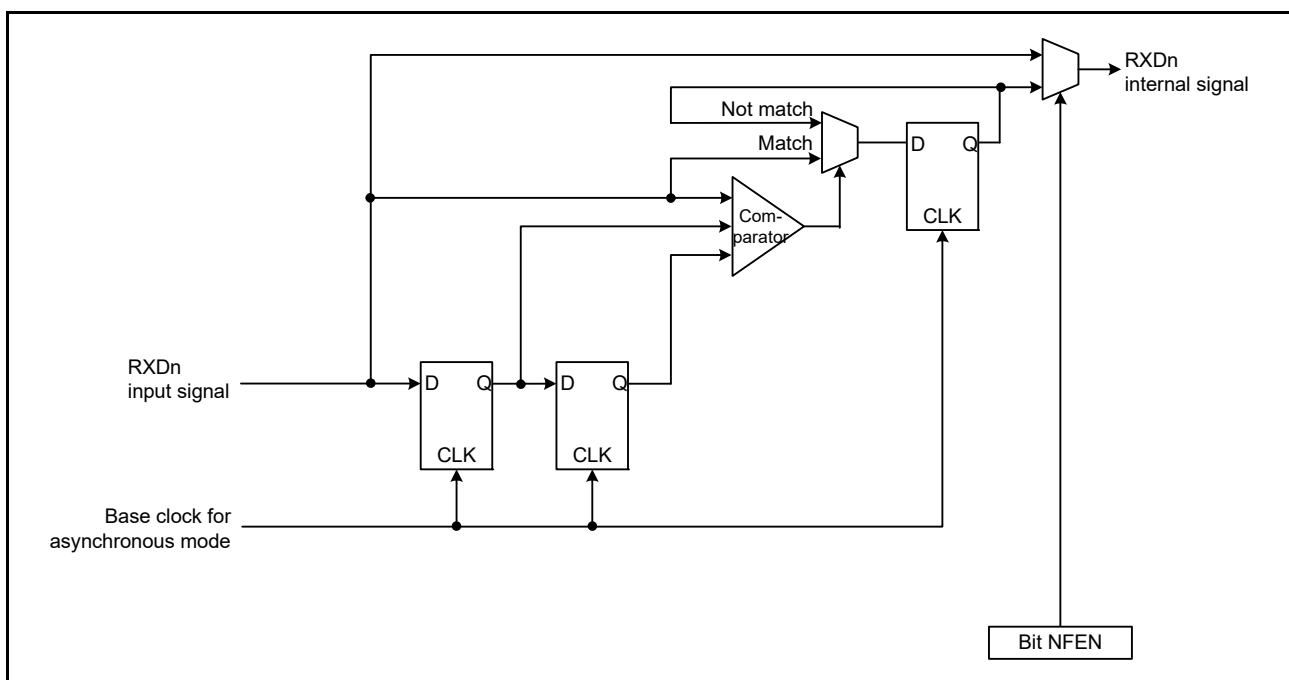 RXDn
internal signal
Not match
Match
D
Q
CLK
Com-
parator
RXDn
input signal
D
Q
CLK
D
Q
CLK
Base clock for
asynchronous mode
Bit NFEN